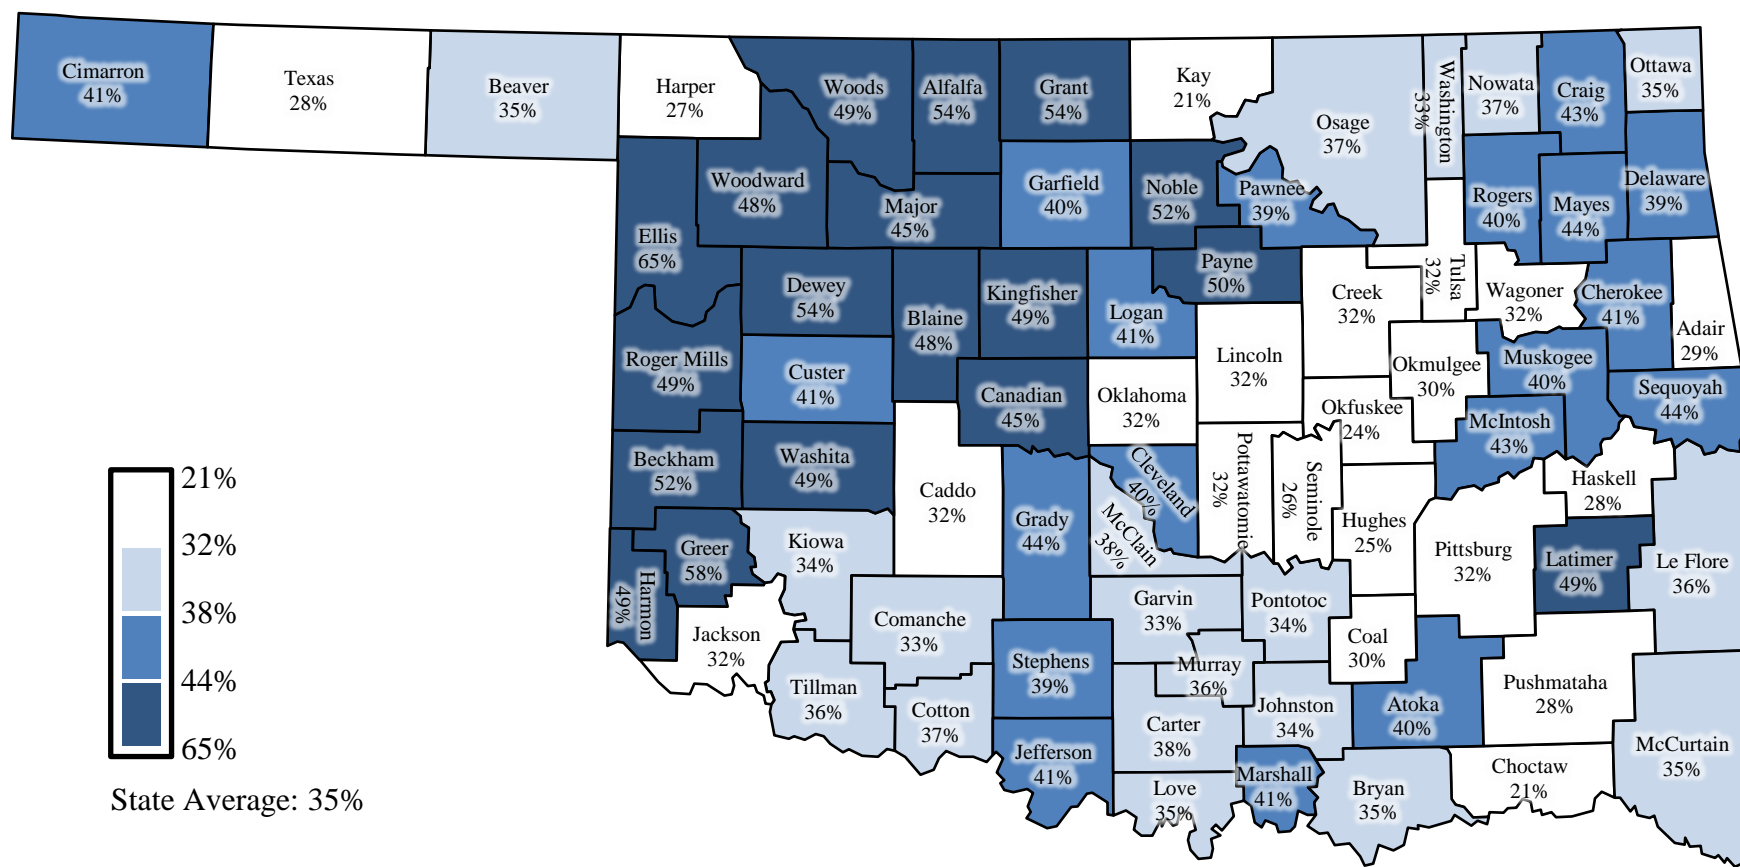 Cimarron
41%
Texas
28%
Beaver
35%
Harper
27%
Woods
49%
Alfalfa
54%
Grant
54%
Kay
21%
Osage
37%
Washington
33%
Nowata
37%
Craig
43%
Ottawa
35%
Woodward
48%
Major
45%
Garfield
40%
Noble
52%
Pawnee
39%
Rogers
40%
Mayes
44%
Delaware
39%
Ellis
65%
Dewey
54%
Blaine
48%
Kingfisher
49%
Logan
41%
Payne
50%
Creek
32%
Tulsa
32%
Wagoner
32%
Cherokee
41%
Adair
29%
Roger Mills
49%
Custer
41%
Canadian
45%
Oklahoma
32%
Lincoln
32%
Okfuskee
24%
Okmulgee
30%
Muskogee
40%
McIntosh
43%
Sequoyah
44%
Beckham
52%
Washita
49%
Caddo
32%
Grady
44%
Cleveland
40%
McClain
38%
Pottawatomie
32%
Seminole
26%
Hughes
25%
Pittsburg
32%
Haskell
28%
Latimer
49%
Le Flore
36%
Harmon
49%
Greer
58%
Kiowa
34%
Jackson
32%
Comanche
33%
Tillman
36%
Cotton
37%
Stephens
39%
Jefferson
41%
Garvin
33%
Murray
36%
Carter
38%
Love
35%
Pontotoc
34%
Johnston
34%
Marshall
41%
Coal
30%
Atoka
40%
Bryan
35%
Pushmataha
28%
Choctaw
21%
McCurtain
35%
21%
32%
38%
44%
65%
State Average: 35%